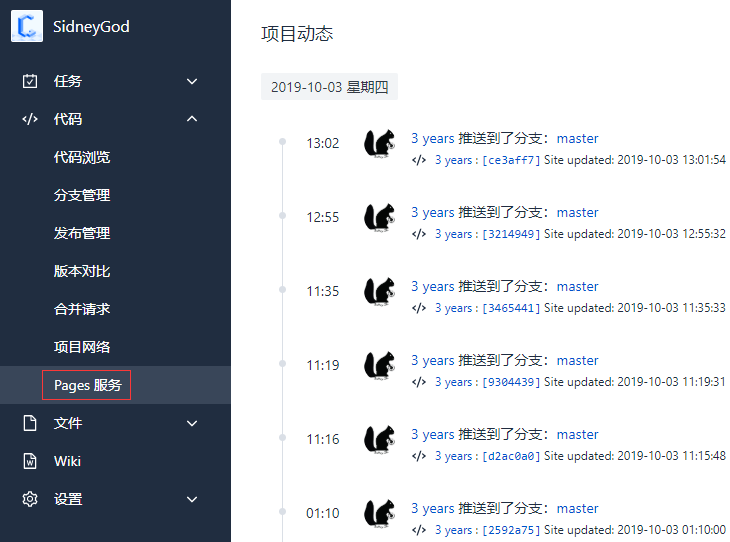 SidneyGod
任务
代码
代码浏览
分支管理
发布管理
版本对比
合并请求
项目网络
Pages 服务
文件
Wiki
设置
项目动态
2019-10-03 星期四
13:02
3 years 推送到了分支：master
3 years : [ce3aff7] Site updated: 2019-10-03 13:01:54
12:55
3 years 推送到了分支：master
3 years : [3214949] Site updated: 2019-10-03 12:55:32
11:35
3 years 推送到了分支：master
3 years : [3465441] Site updated: 2019-10-03 11:35:33
11:19
3 years 推送到了分支：master
3 years : [9304439] Site updated: 2019-10-03 11:19:31
11:16
3 years 推送到了分支：master
3 years : [d2ac0a0] Site updated: 2019-10-03 11:15:48
01:10
3 years 推送到了分支：master
3 years : [2592a75] Site updated: 2019-10-03 01:10:00